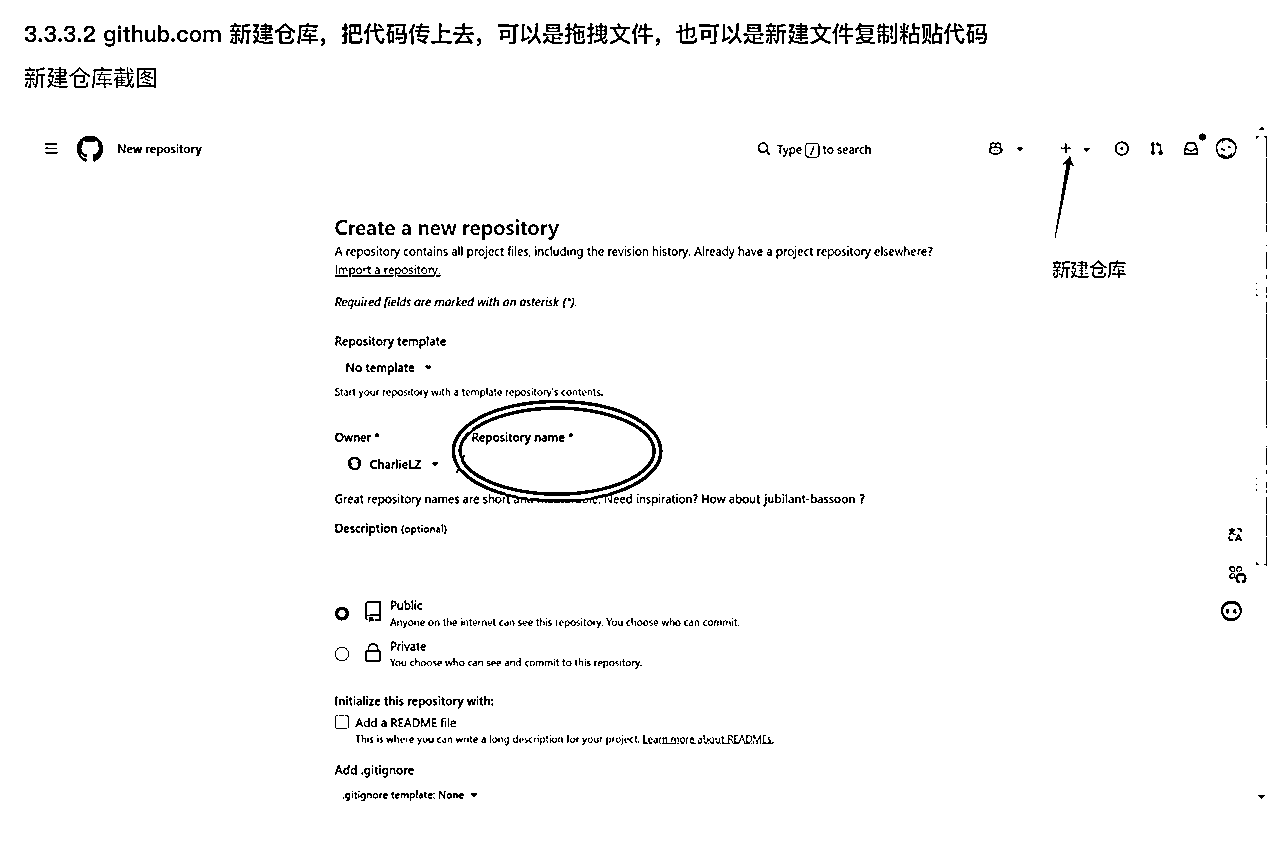 3.3.3.2 github.com 新建仓库，把代码传上去，可以是拖拽文件，也可以是新建文件复制粘贴代码
新建仓库截图
New repository
Type / to search
新建仓库
Create a new repository
A repository contains all project files, including the revision history. Already have a project repository elsewhere?
Import a repository.
Required fields are marked with an asterisk (*).
Repository template
No template
Start your repository with a template repository's contents.
Owner * Repository name *
CharlieLZ
Great repository names are short and Need inspiration? How about jubilant-bassoon ?
Description (optional)
Public
Anyone on the internet can see this repository. You choose who can commit.
Private
You choose who can see and commit to this repository.
Initialize this repository with:
Add a README file
This is where you can write a long description for your project. Learn more about READMEs.
Add .gitignore
.gitignore template: None